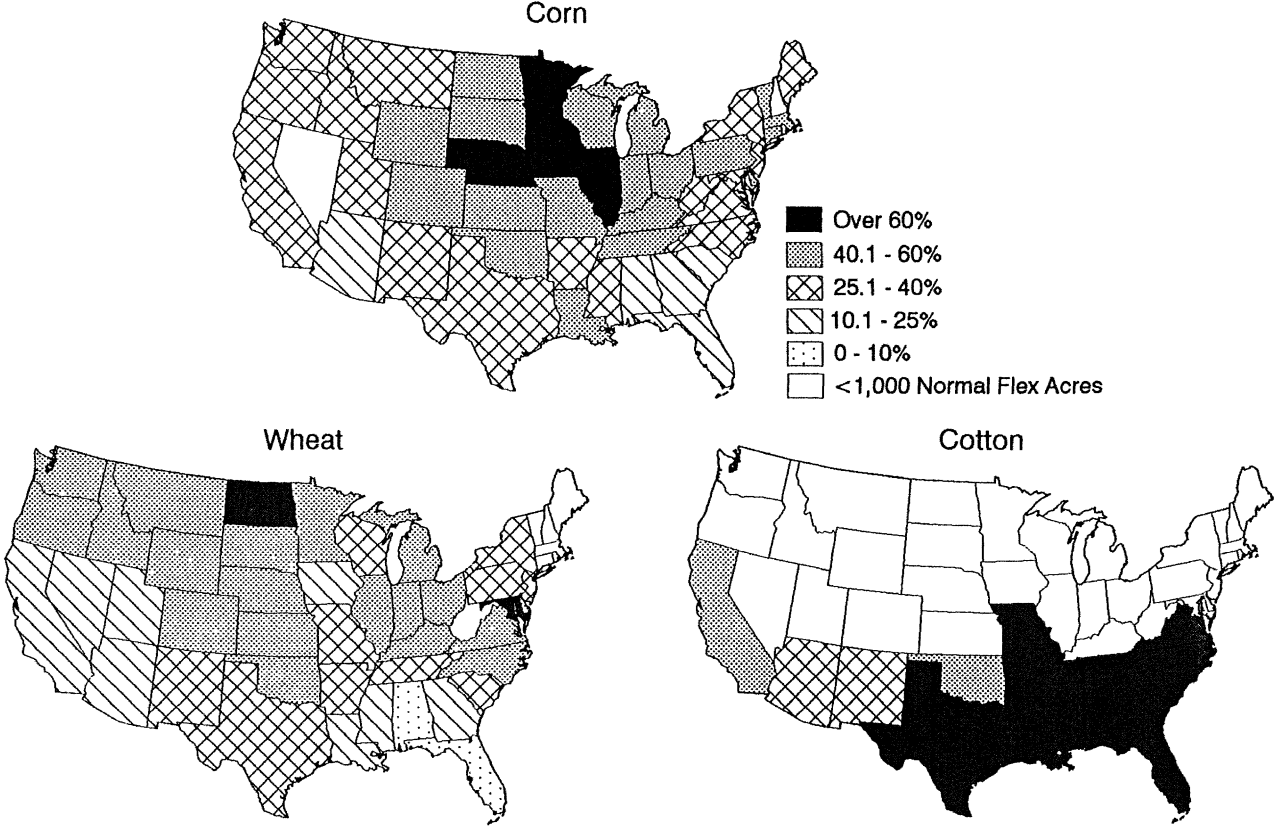 Corn
Over 60%
40.1 - 60%
25.1 - 40%
10.1 - 25%
0 - 10%
<1,000 Normal Flex Acres
Wheat
Cotton